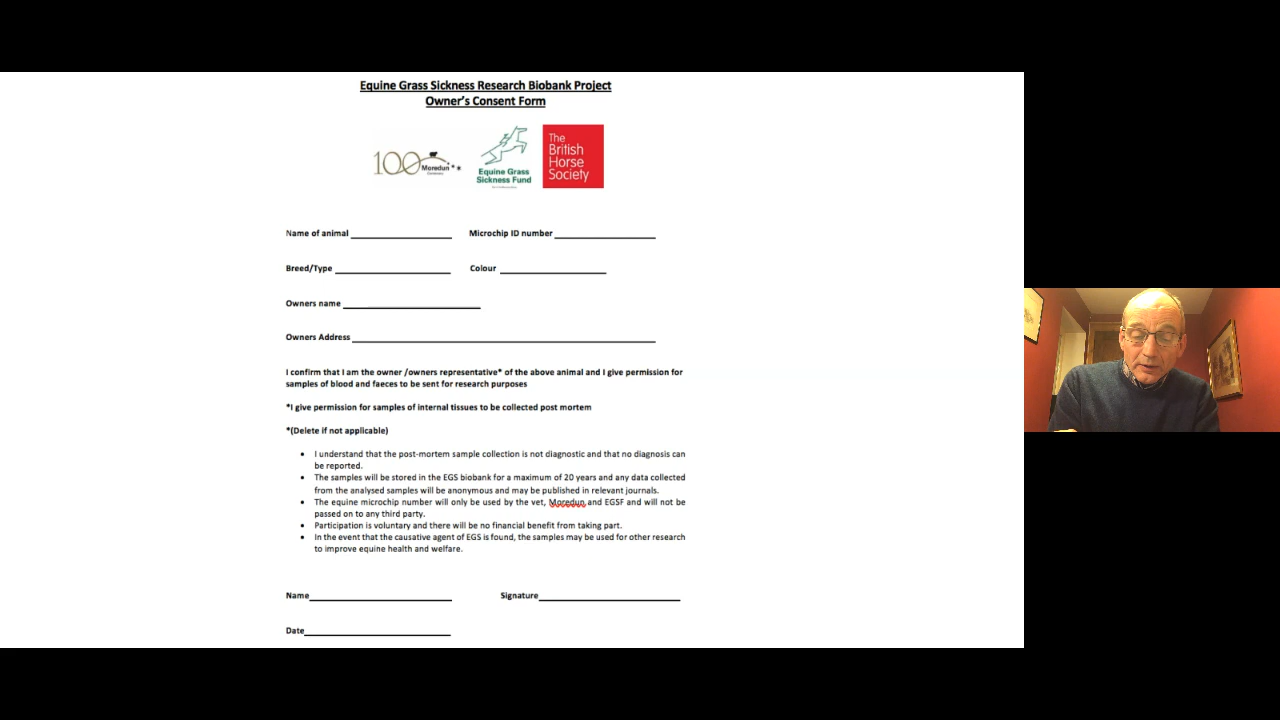 Equine Grass Sickness Research Biobank Project
Owner's Consent Form
100 Moredun
Equine Grass
Sickness Fund
The
British
Horse
Society
Name of animal Microchip ID number
Breed/Type Colour
Owners name
Owners Address
I confirm that I am the owner /owners representative* of the above animal and I give permission for
samples of blood and faeces to be sent for research purposes
*I give permission for samples of internal tissues to be collected post mortem
*(Delete if not applicable)
• I understand that the post-mortem sample collection is not diagnostic and that no diagnosis can
be reported.
• The samples will be stored in the EGS biobank for a maximum of 20 years and any data collected
from the analysed samples will be anonymous and may be published in relevant journals.
• The equine microchip number will only be used by the vet, Moredun and EGSF and will not be
passed on to any third party.
• Participation is voluntary and there will be no financial benefit from taking part.
• In the event that the causative agent of EGS is found, the samples may be used for other research
to improve equine health and welfare.
Name Signature
Date